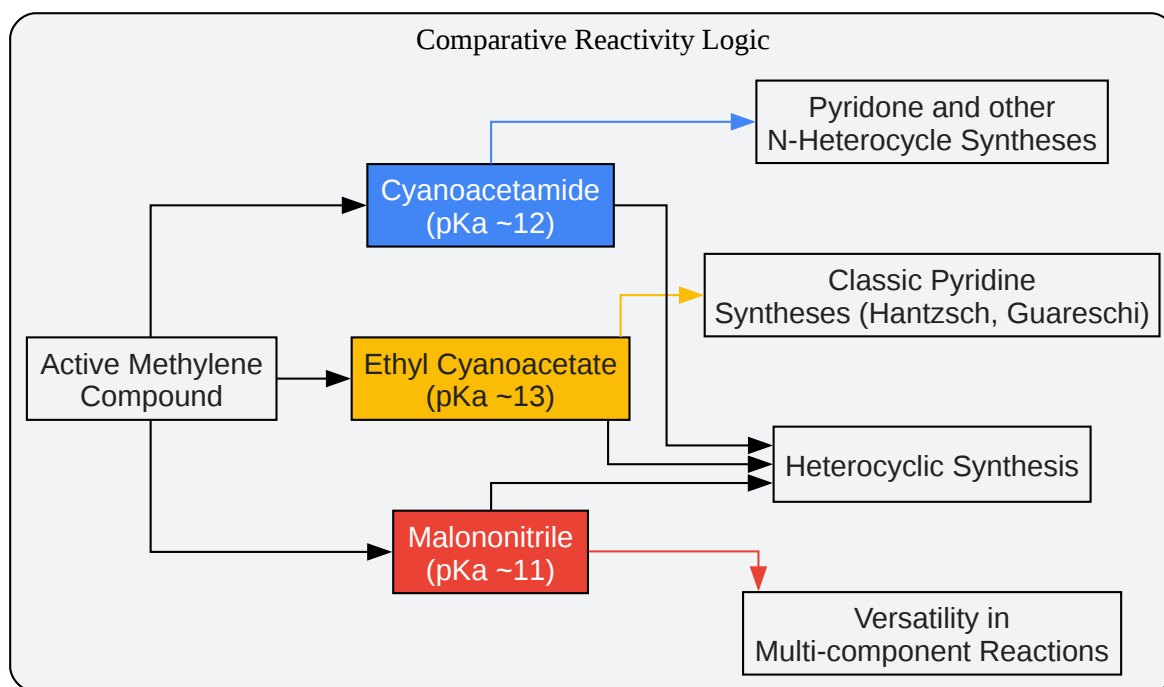 Comparative Reactivity Logic
Pyridone and other
N-Heterocycle Syntheses
Cyanoacetamide
(pKa ~12)
Classic Pyridine
Syntheses (Hantzsch, Guareschi)
Active Methylene
Compound
Ethyl Cyanoacetate
(pKa ~13)
Heterocyclic Synthesis
Malononitrile
(pKa ~11)
Versatility in
Multi-component Reactions